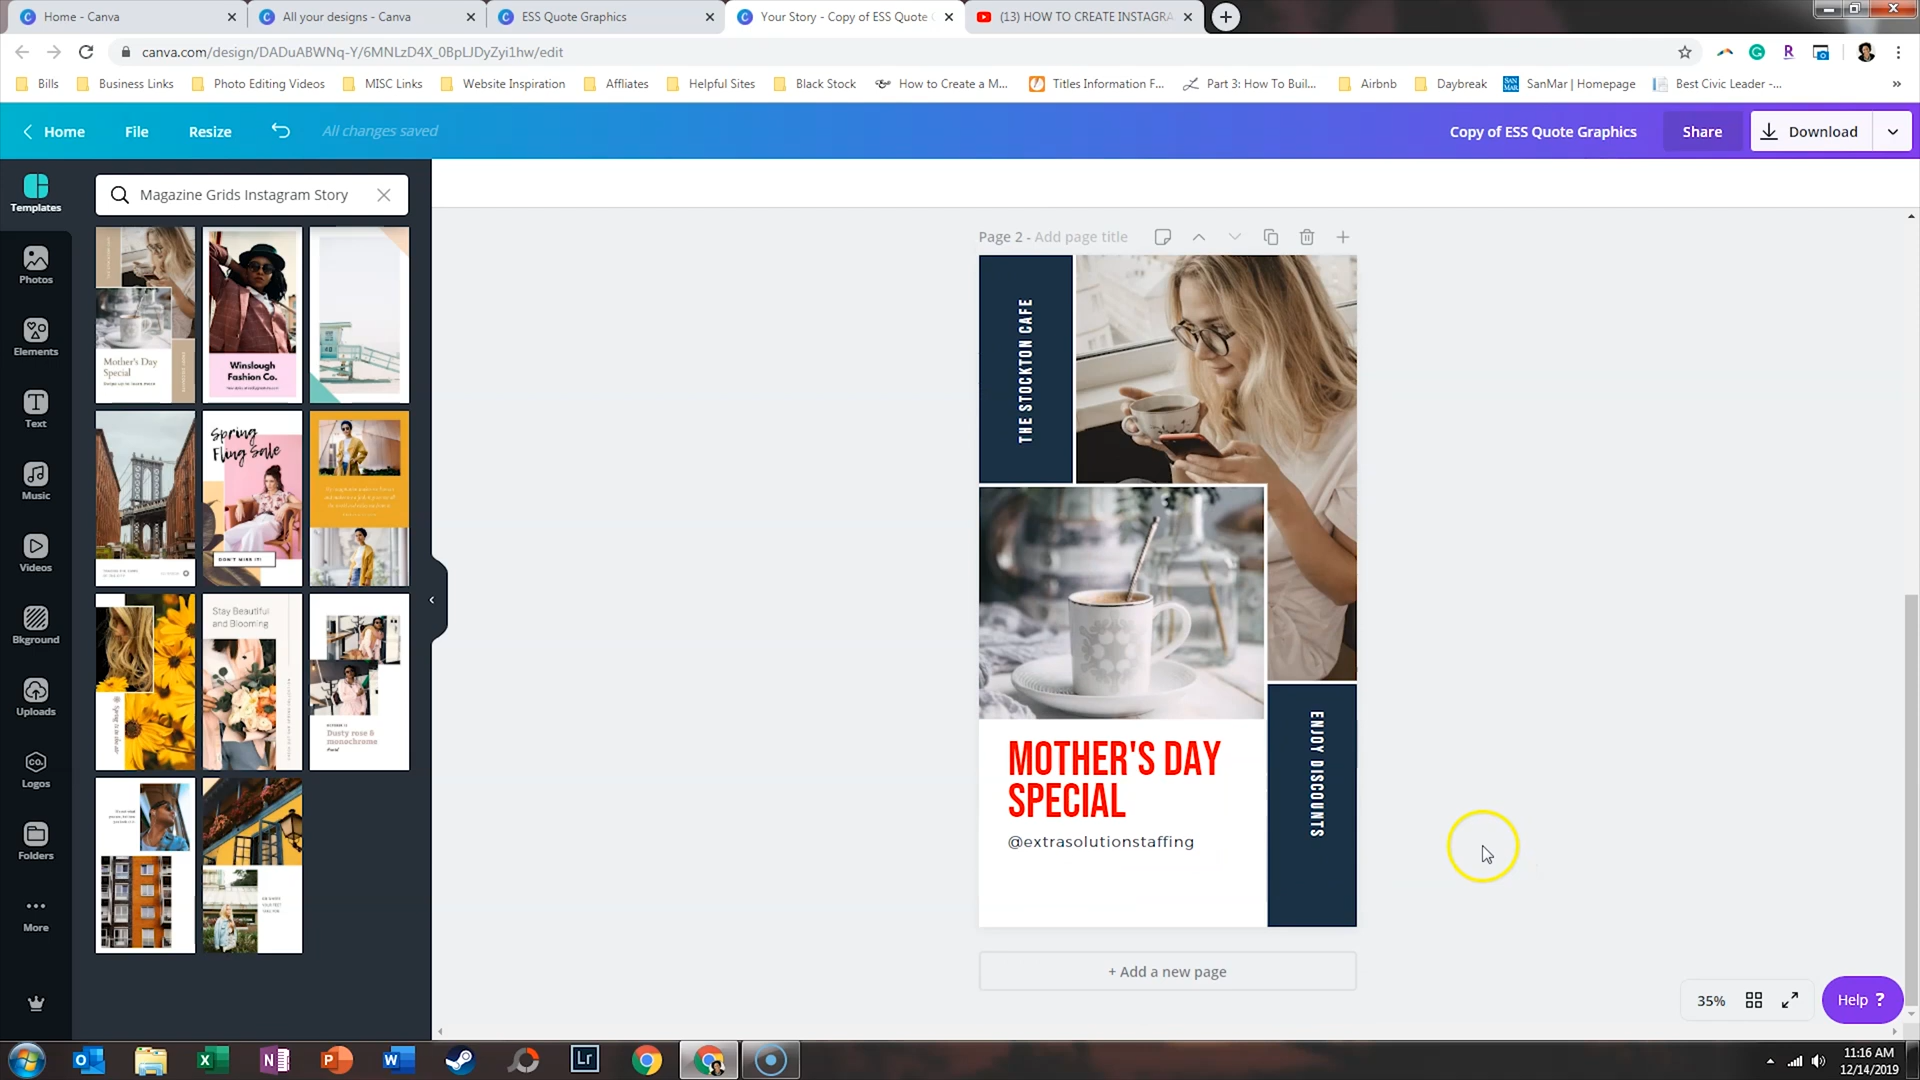 Home - Canva
All your designs - Canva
ESS Quote Graphics
Your Story - Copy of ESS Quote
(13) HOW TO CREATE INSTAGRA
canva.com/design/DADuABWNq-Y/6MNLzD4X_0BpLJDyZyi1hw/edit
Bills
Business Links
Photo Editing Videos
MISC Links
Website Inspiration
Affliates
Helpful Sites
Black Stock
How to Create a M...
Titles Information F...
Part 3: How To Buil...
Airbnb
Daybreak
SanMar | Homepage
Best Civic Leader -...
Home
File
Resize
All changes saved
Copy of ESS Quote Graphics
Share
Download
Templates
Photos
Elements
Text
Music
Videos
Bkground
Uploads
Logos
Folders
More
Magazine Grids Instagram Story
Mother's Day
Special
Winslough
Fashion Co.
Spring
Fling Sale
DON'T MISS IT!
Stay Beautiful
and Blooming
Dusty rose &
monochrome
Page 2 - Add page title
THE STOCKTON CAFE
MOTHER'S DAY
SPECIAL
@extrasolutionstaffing
ENJOY DISCOUNTS
+ Add a new page
35%
Help ?
11:16 AM
12/14/2019